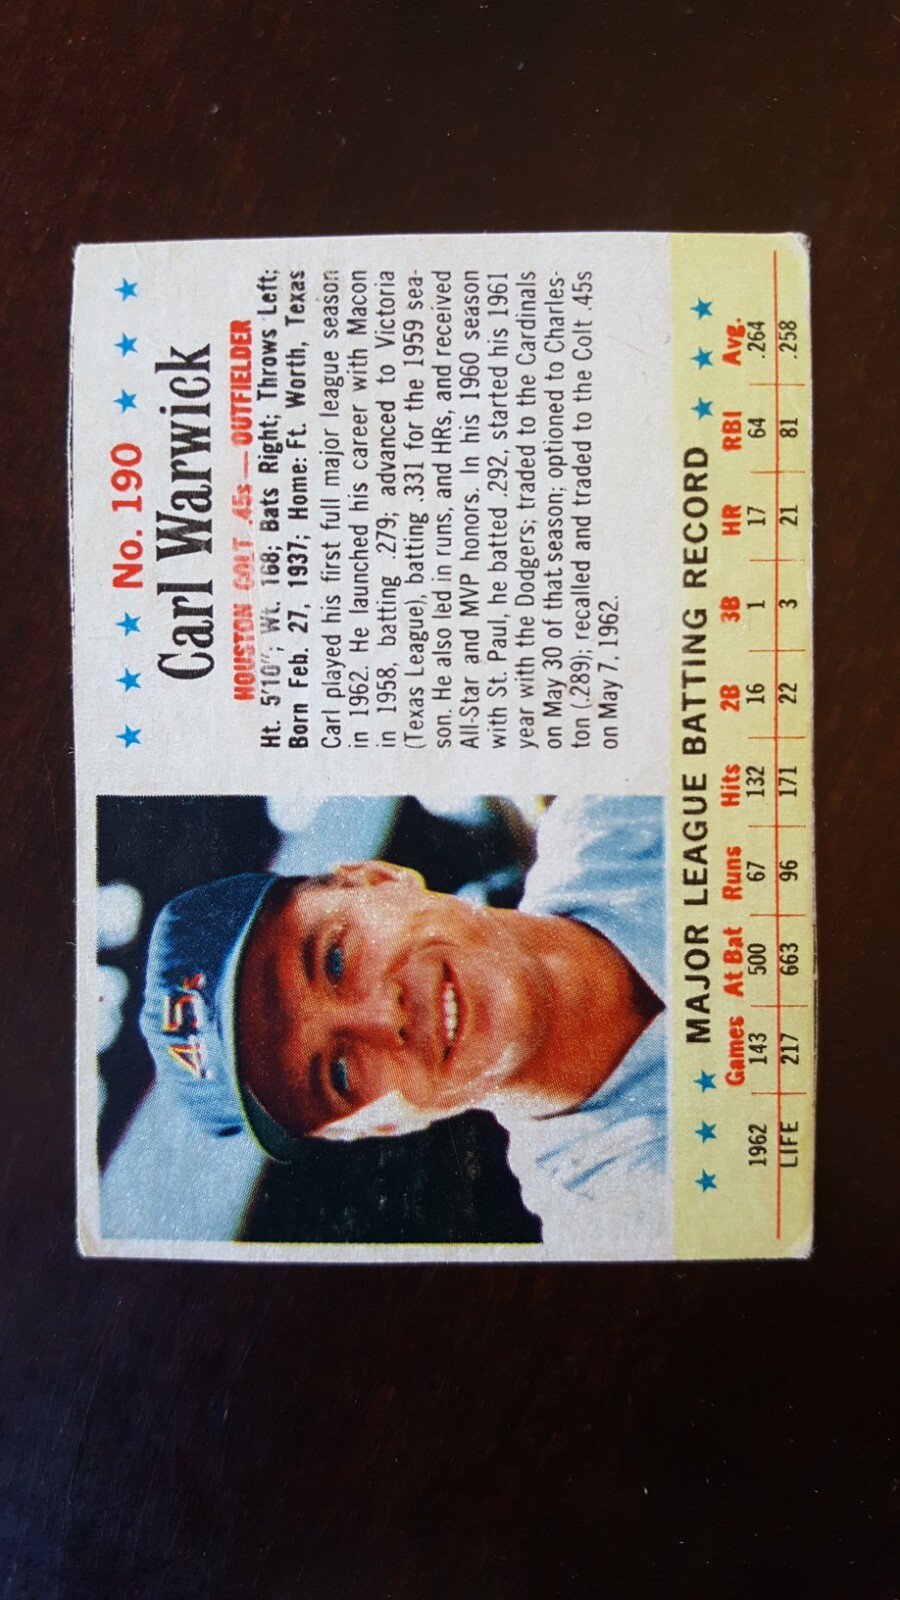 45s
No. 190
Carl Warwick
HOUSTON COLT .45s — OUTFIELDER
Ht. 5'10"; Wt. 168; Bats Right; Throws Left;
Born Feb. 27, 1937; Home: Ft. Worth, Texas
Carl played his first full major league season
in 1962. He launched his career with Macon
in 1958, batting .279; advanced to Victoria
(Texas League), batting .331 for the 1959 sea-
son. He also led in runs, and HRs, and received
All-Star and MVP honors. In his 1960 season
with St. Paul, he batted .292, started his 1961
year with the Dodgers; traded to the Cardinals
on May 30 of that season; optioned to Charles-
ton (.289); recalled and traded to the Colt .45s
on May 7, 1962.
MAJOR LEAGUE BATTING RECORD
Games At Bat Runs Hits 2B 3B HR RBI Avg.
1962 143 500 67 132 16 1 17 64 .264
LIFE 217 663 96 171 22 3 21 81 .258